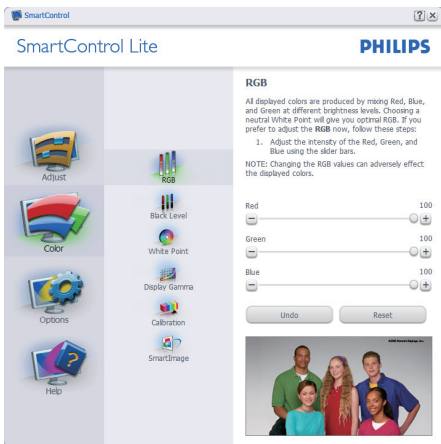 SmartControl
SmartControl Lite
PHILIPS
Adjust
Color
Options
Help
RGB
Black Level
White Point
Display Gamma
Calibration
SmartImage
RGB
All displayed colors are produced by mixing Red, Blue,
and Green at different brightness levels. Choosing a
neutral White Point will give you optimal RGB. If you
prefer to adjust the RGB now, follow these steps:
1. Adjust the intensity of the Red, Green, and
Blue using the slider bars.
NOTE: Changing the RGB values can adversely effect
the displayed colors.
Red 100
Green 100
Blue 100
Undo Reset